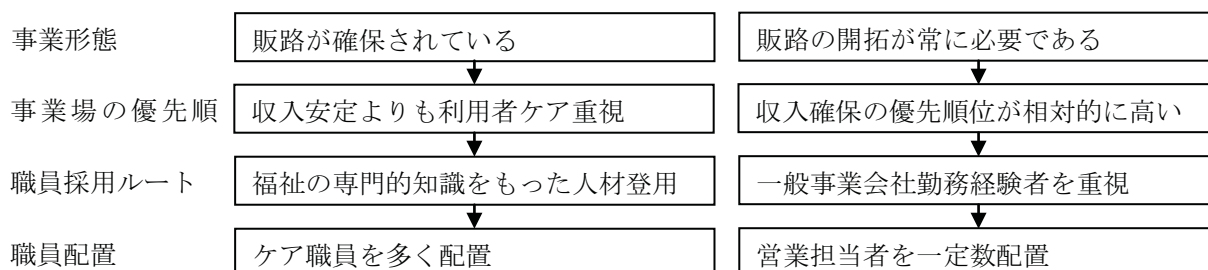 事業形態 販路が確保されている 販路の開拓が常に必要である
事業場の優先順 収入安定よりも利用者ケア重視 収入確保の優先順位が相対的に高い
職員採用ルート 福祉の専門的知識をもった人材登用 一般事業会社勤務経験者を重視
職員配置 ケア職員を多く配置 営業担当者を一定数配置